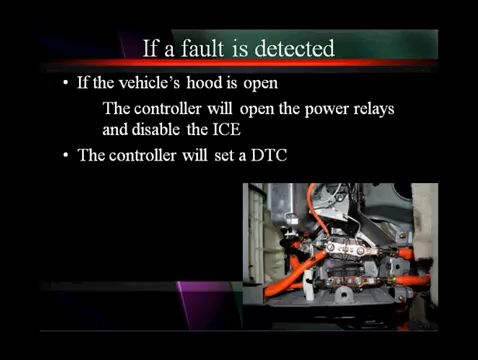 If a fault is detected
• If the vehicle's hood is open
The controller will open the power relays
and disable the ICE
• The controller will set a DTC